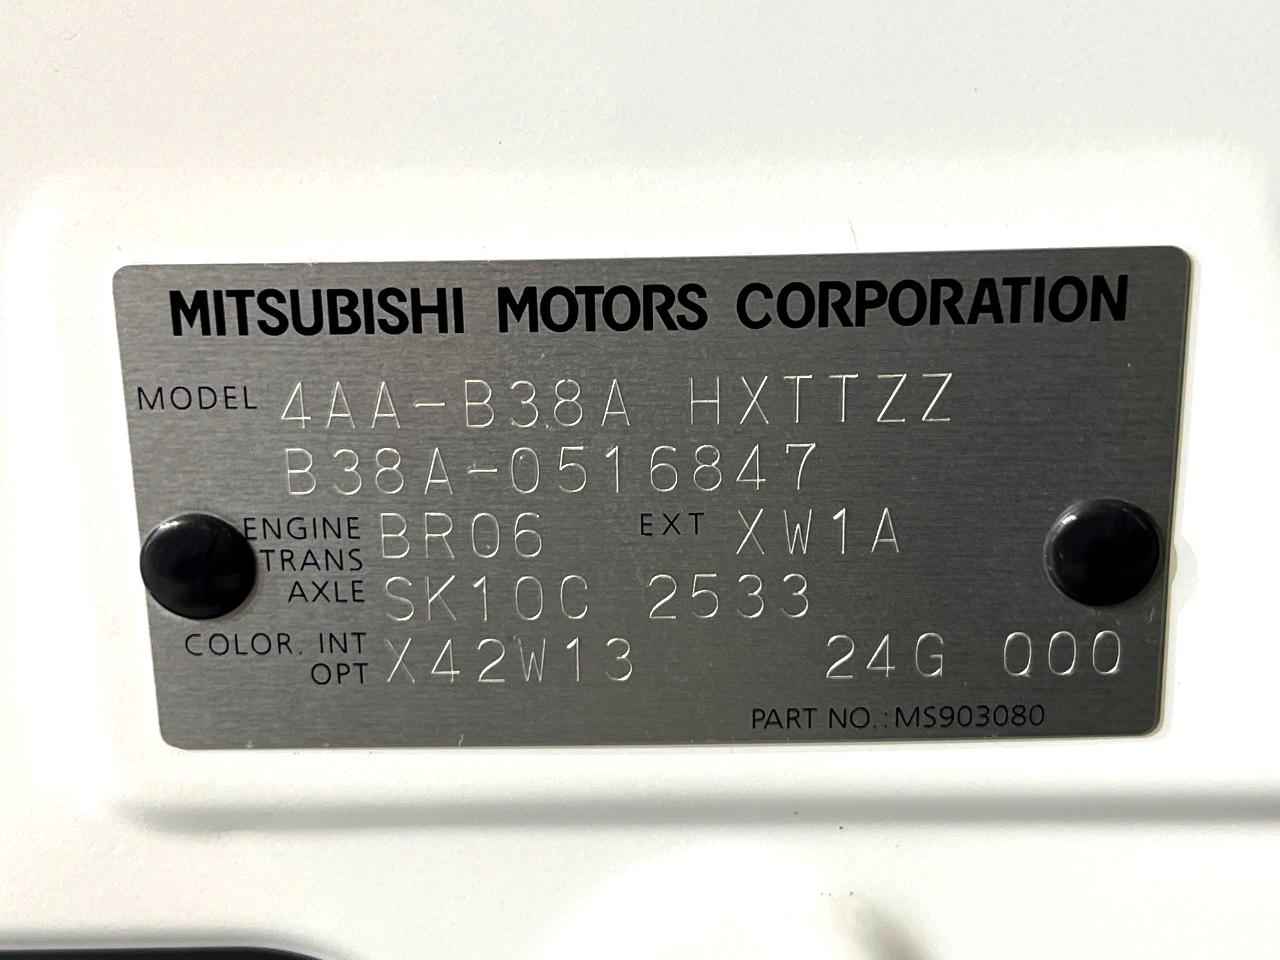 MITSUBISHI MOTORS CORPORATION
MODEL 4AA-B38A HXTTZZ
B38A-0516847
ENGINE BR06 EXT XW1A
TRANS
AXLE SK10C 2533
COLOR. INT
OPT X42W13 24G 000
PART NO.:MS903080